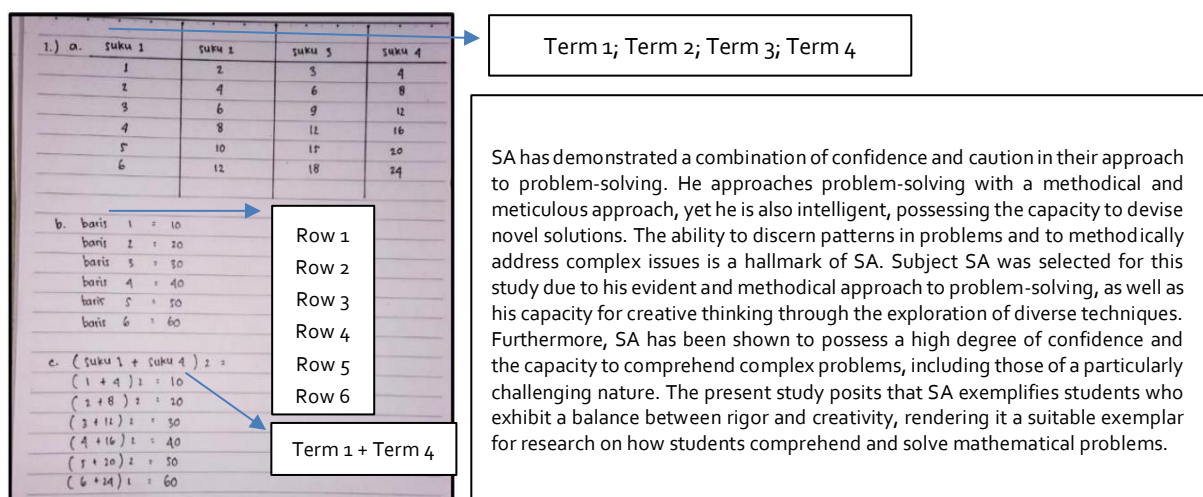 1.) a. suku 1 suku 2 suku 3 suku 4
1 2 3 4
2 4 6 8
3 6 9 12
4 8 12 16
5 10 15 20
6 12 18 24
b. baris 1 = 10
baris 2 = 20
baris 3 = 30
baris 4 = 40
baris 5 = 50
baris 6 = 60
c. (suku 1 + suku 4) 2 =
(1 + 4) 2 = 10
(2 + 8) 2 = 20
(3 + 12) 2 = 30
(4 + 16) 2 = 40
(5 + 20) 2 = 50
(6 + 24) 2 = 60
Term 1; Term 2; Term 3; Term 4
Row 1
Row 2
Row 3
Row 4
Row 5
Row 6
Term 1 + Term 4
SA has demonstrated a combination of confidence and caution in their approach
to problem-solving. He approaches problem-solving with a methodical and
meticulous approach, yet he is also intelligent, possessing the capacity to devise
novel solutions. The ability to discern patterns in problems and to methodically
address complex issues is a hallmark of SA. Subject SA was selected for this
study due to his evident and methodical approach to problem-solving, as well as
his capacity for creative thinking through the exploration of diverse techniques.
Furthermore, SA has been shown to possess a high degree of confidence and
the capacity to comprehend complex problems, including those of a particularly
challenging nature. The present study posits that SA exemplifies students who
exhibit a balance between rigor and creativity, rendering it a suitable exemplar
for research on how students comprehend and solve mathematical problems.